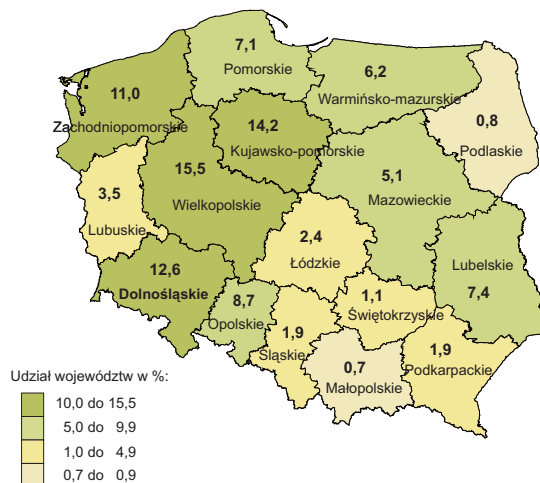 7,1
Pomorskie
6,2
Warmińsko-mazurskie
11,0
Zachodniopomorskie
14,2
Kujawsko-pomorskie
0,8
Podlaskie
15,5
Wielkopolskie
5,1
Mazowieckie
3,5
Lubuskie
2,4
Łódzkie
12,6
Dolnośląskie
Lubelskie
7,4
8,7
Opolskie
1,1
Świętokrzyskie
1,9
Śląskie
0,7
Małopolskie
1,9
Podkarpackie
Udział województw w %:
10,0 do 15,5
5,0 do 9,9
1,0 do 4,9
0,7 do 0,9